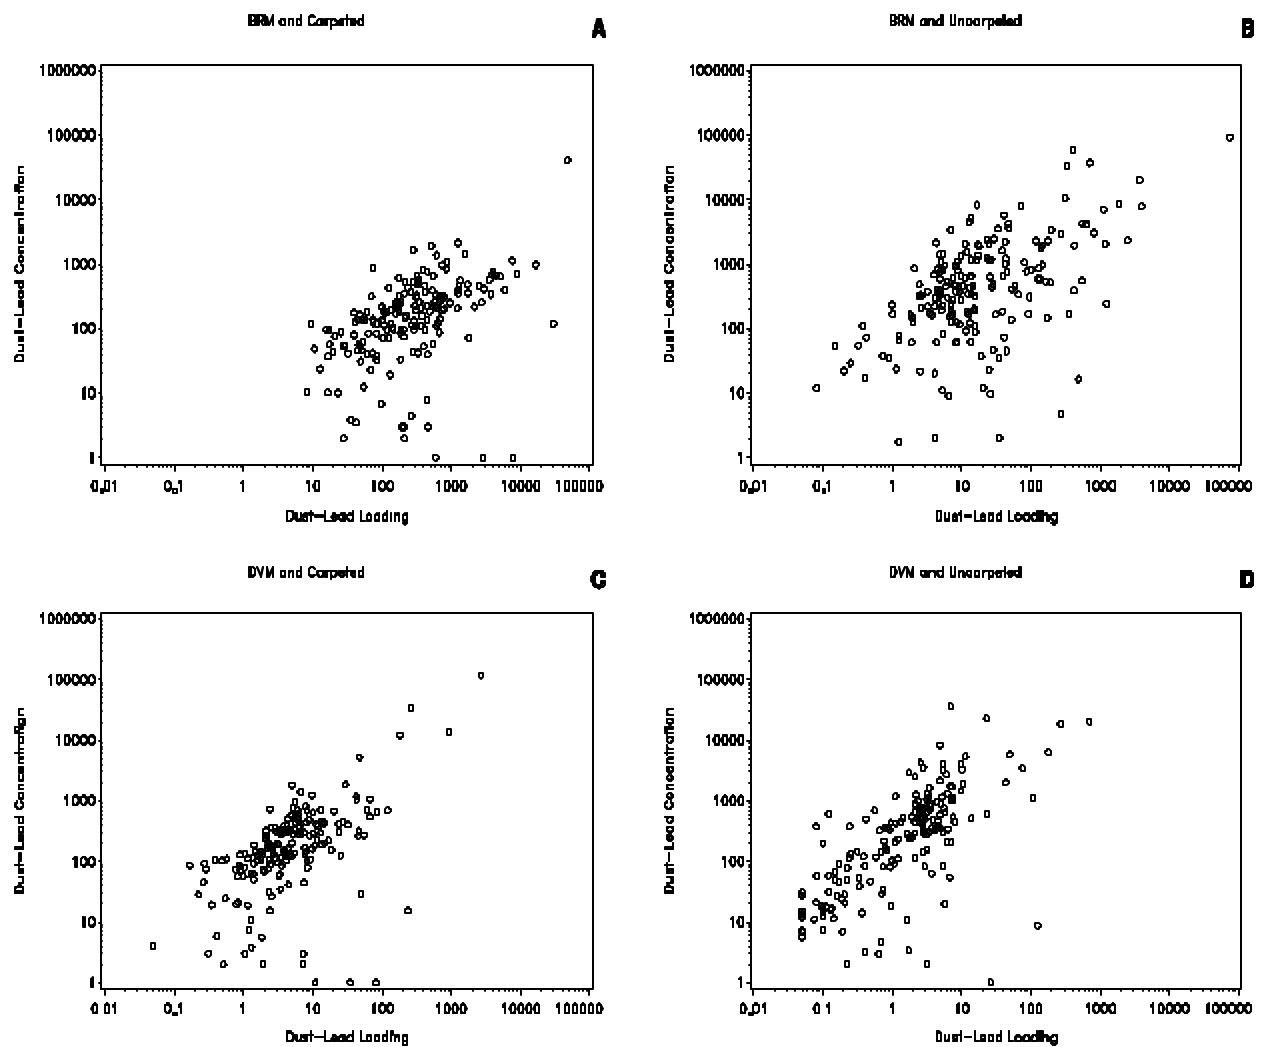 BRM and Carpeted
A
1000000
100000
10000
1000
100
10
1
Dust-Lead Concentration
0.01 0.1 1 10 100 1000 10000 100000
Dust-Lead Loading
BRM and Uncarpeted
B
1000000
100000
10000
1000
100
10
1
Dust-Lead Concentration
0.01 0.1 1 10 100 1000 10000 100000
Dust-Lead Loading
DVM and Carpeted
C
1000000
100000
10000
1000
100
10
1
Dust-Lead Concentration
0.01 0.1 1 10 100 1000 10000 100000
Dust-Lead Loading
DVM and Uncarpeted
D
1000000
100000
10000
1000
100
10
1
Dust-Lead Concentration
0.01 0.1 1 10 100 1000 10000 100000
Dust-Lead Loading